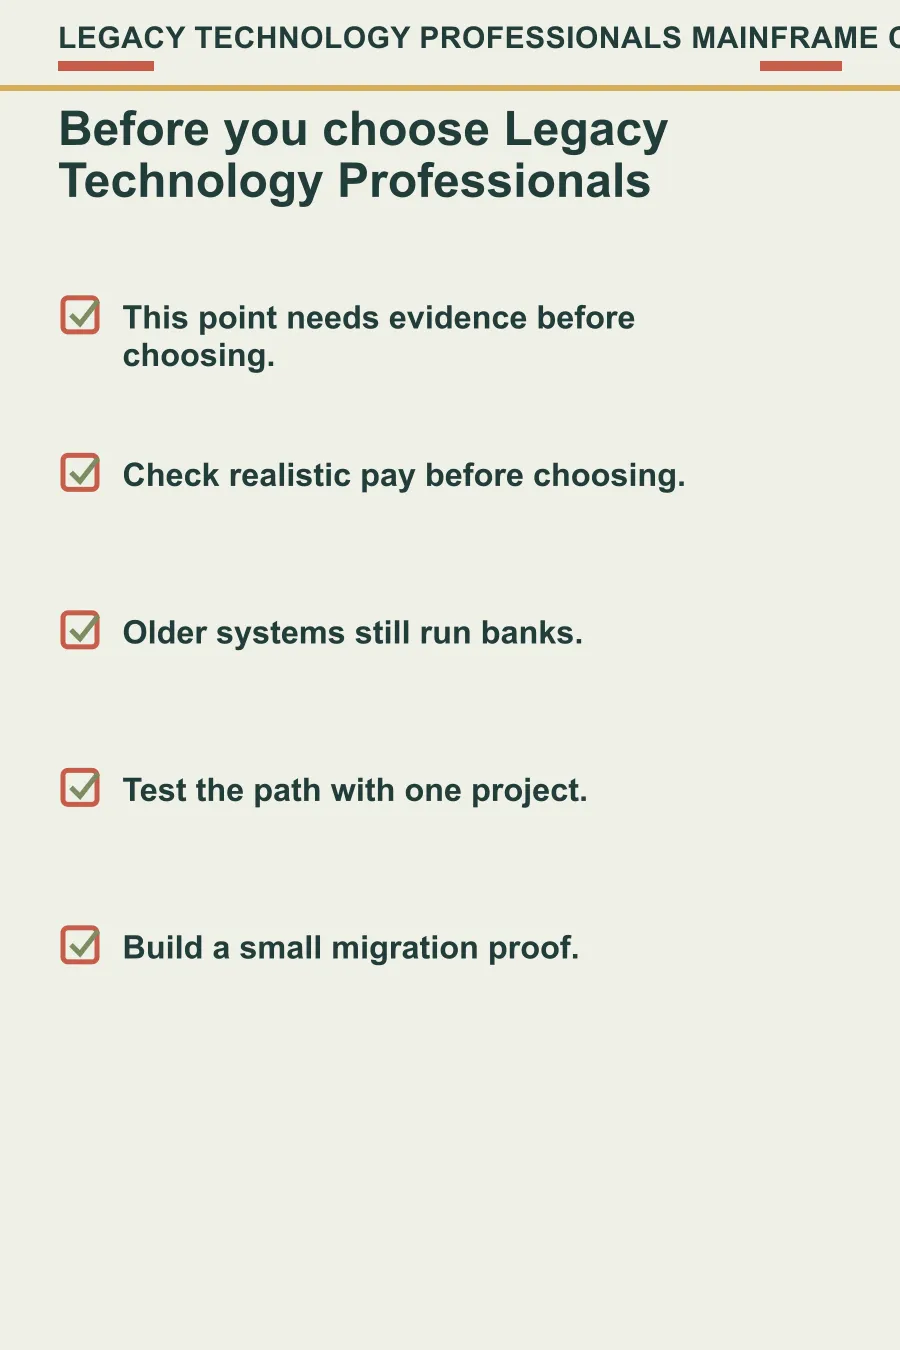 LEGACY TECHNOLOGY PROFESSIONALS MAINFRAME
Before you choose Legacy
Technology Professionals
This point needs evidence before
choosing.
Check realistic pay before choosing.
Older systems still run banks.
Test the path with one project.
Build a small migration proof.